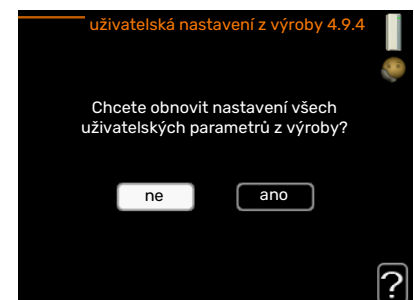 uživatelská nastavení z výroby 4.9.4
Chcete obnovit nastavení všech
uživatelských parametrů z výroby?
ne
ano
?